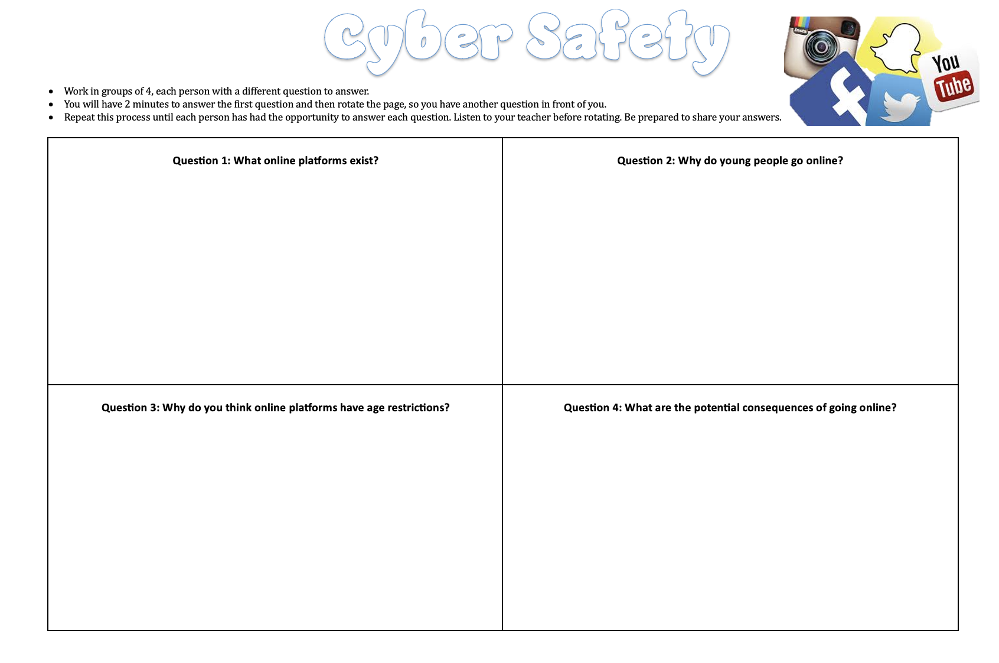 Cyber Safety
Insta
You
Tube
• Work in groups of 4, each person with a different question to answer.
• You will have 2 minutes to answer the first question and then rotate the page, so you have another question in front of you.
• Repeat this process until each person has had the opportunity to answer each question. Listen to your teacher before rotating. Be prepared to share your answers.
Question 1: What online platforms exist?
Question 2: Why do young people go online?
Question 3: Why do you think online platforms have age restrictions?
Question 4: What are the potential consequences of going online?